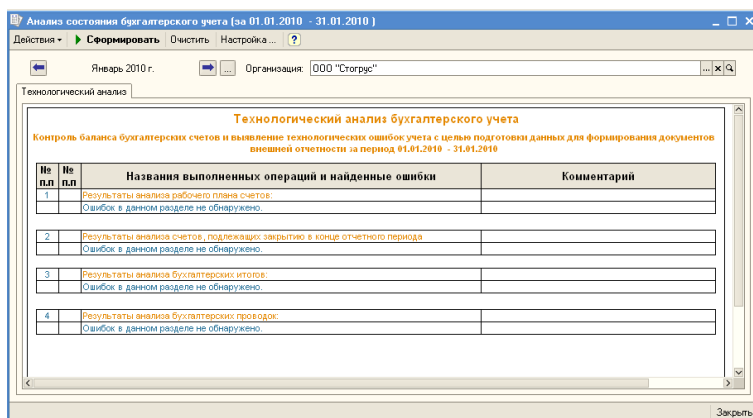 Анализ состояния бухгалтерского учета (за 01.01.2010 - 31.01.2010 )
Действия Сформировать Очистить Настройка ... ?
Январь 2010 г. ... Организация: ООО "Стогрус" ... x
Технологический анализ
Технологический анализ бухгалтерского учета
Контроль баланса бухгалтерских счетов и выявление технологических ошибок учета с целью подготовки данных для формирования документов
внешней отчетности за период 01.01.2010 - 31.01.2010
№ п.п № п.п Названия выполненных операций и найденные ошибки Комментарий
1 Результаты анализа рабочего плана счетов:
Ошибок в данном разделе не обнаружено.
2 Результаты анализа счетов, подлежащих закрытию в конце отчетного периода
Ошибок в данном разделе не обнаружено.
3 Результаты анализа бухгалтерских итогов:
Ошибок в данном разделе не обнаружено.
4 Результаты анализа бухгалтерских проводок:
Ошибок в данном разделе не обнаружено.
Закрыть